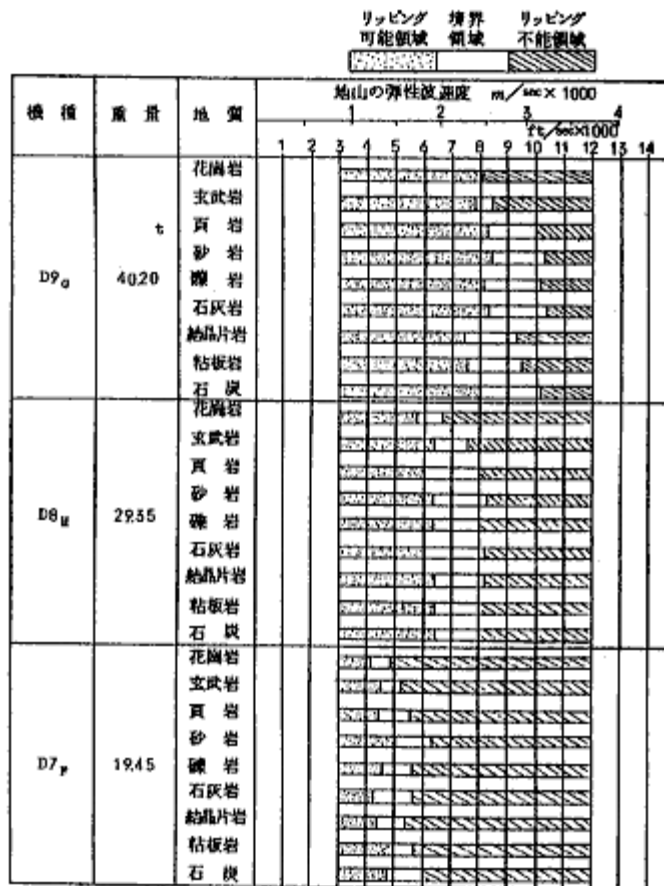 リッピング 境界 リッピング
可能領域 領域 不能領域
機種 重量 地質 地山の弾性波速度 m/sec×1000
1 2 3 4
ft/sec×1000
1 2 3 4 5 6 7 8 9 10 11 12 13 14
花崗岩
玄武岩
t 頁岩
砂岩
D9G 40.20 礫岩
石灰岩
結晶片岩
粘板岩
石炭
花崗岩
玄武岩
頁岩
砂岩
D8H 29.35 礫岩
石灰岩
結晶片岩
粘板岩
石炭
花崗岩
玄武岩
頁岩
砂岩
D7F 19.45 礫岩
石灰岩
結晶片岩
粘板岩
石炭